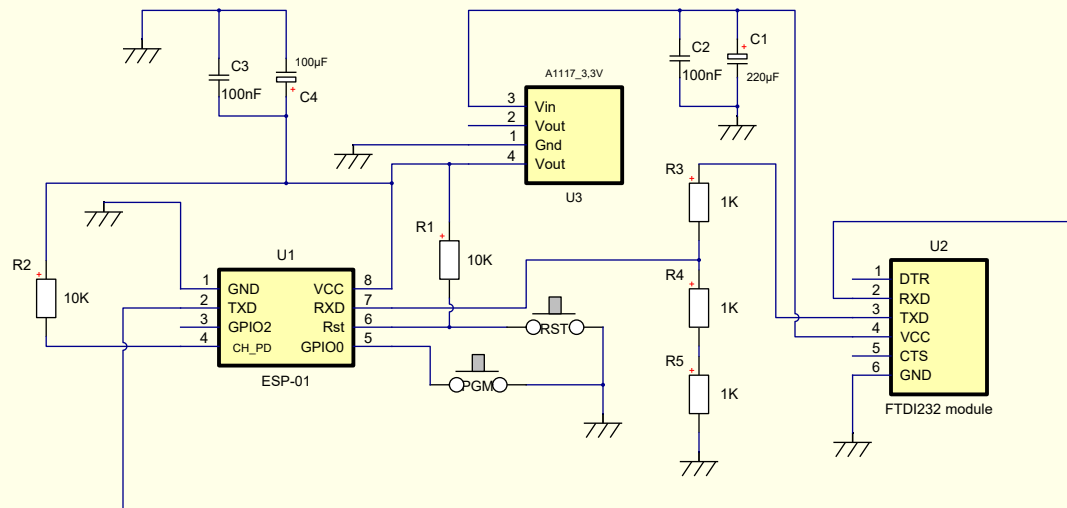 C3
100nF
100µF
C4
A1117_3,3V
3 Vin
2 Vout
1 Gnd
4 Vout
U3
C2
100nF
C1
220µF
R3
1K
R1
10K
R2
10K
U1
1 GND
2 TXD
3 GPIO2
4 CH_PD
VCC 8
RXD 7
Rst 6
GPIO0 5
ESP-01
RST
PGM
R4
1K
R5
1K
U2
1 DTR
2 RXD
3 TXD
4 VCC
5 CTS
6 GND
FTDI232 module